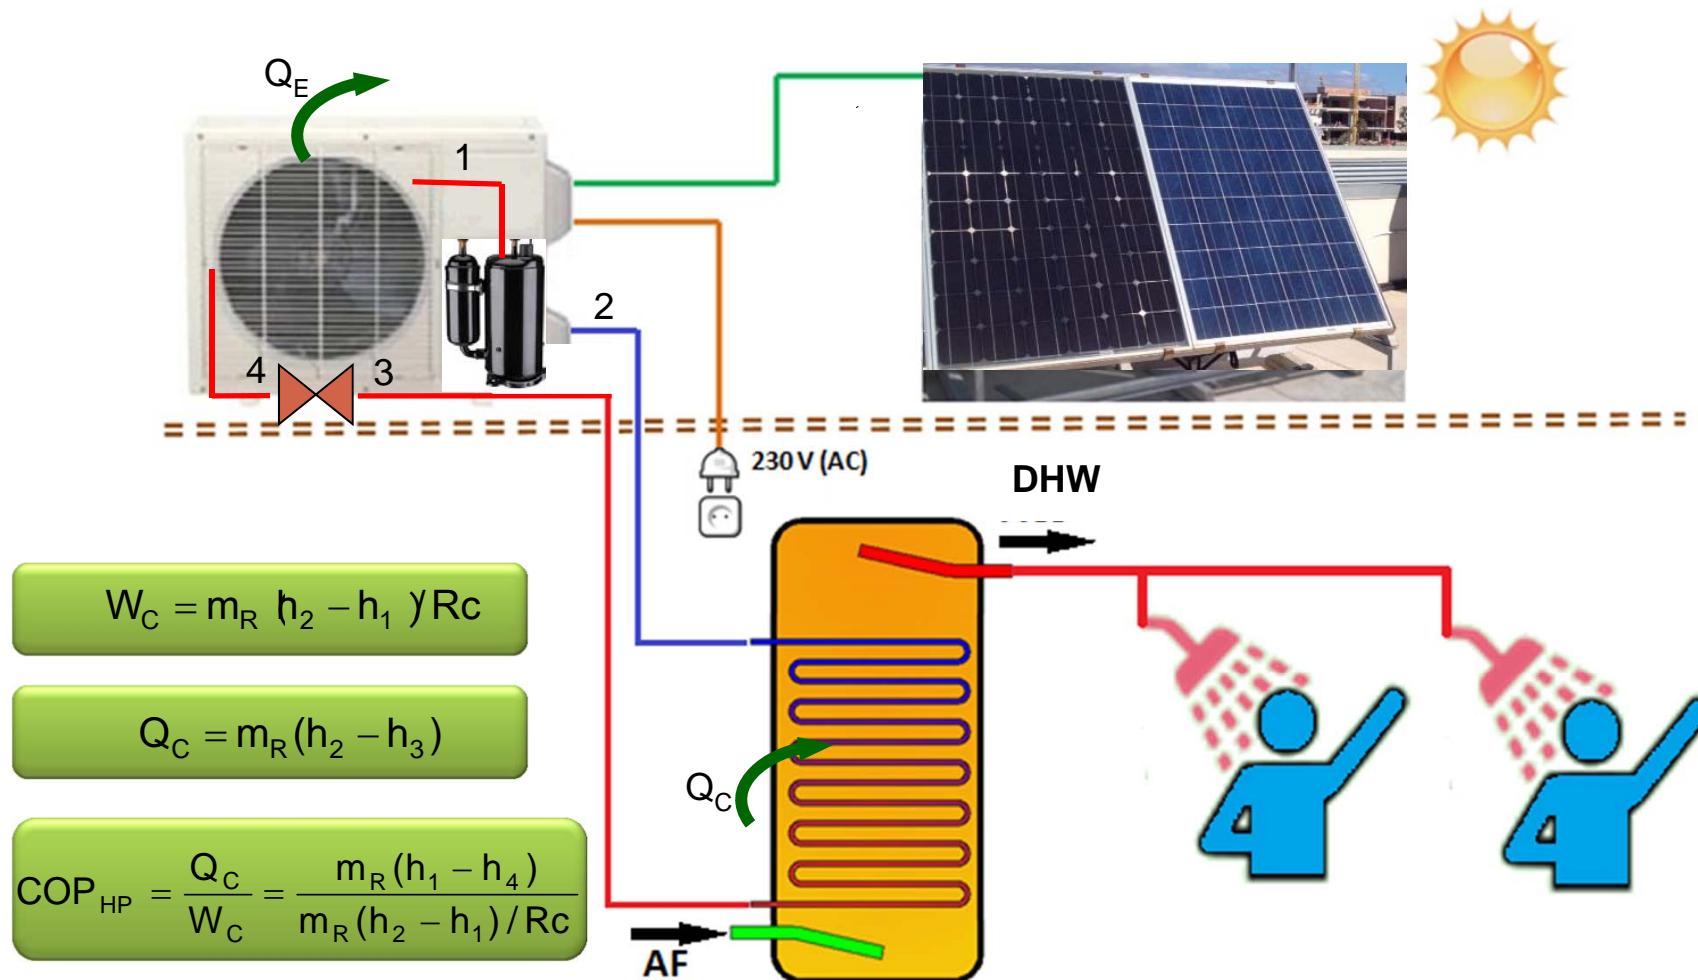 Q_E
1
2
4
3
230 V (AC)
DHW
W_C = m_R (h_2 − h_1)/Rc
Q_C = m_R(h_2 − h_3)
Q_C
COP_HP = Q_C / W_C = m_R(h_1 − h_4) / m_R(h_2 − h_1) / Rc
AF